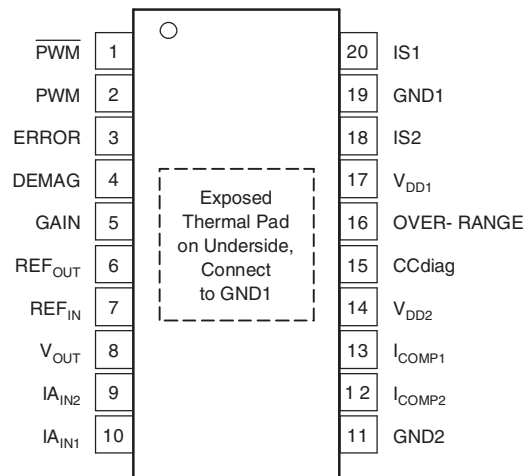 PWM 1
PWM 2
ERROR 3
DEMAG 4
GAIN 5
REFOUT 6
REFIN 7
VOUT 8
IAIN2 9
IAIN1 10
Exposed
Thermal Pad
on Underside,
Connect
to GND1
20 IS1
19 GND1
18 IS2
17 VDD1
16 OVER- RANGE
15 CCdiag
14 VDD2
13 ICOMP1
1 2 ICOMP2
11 GND2